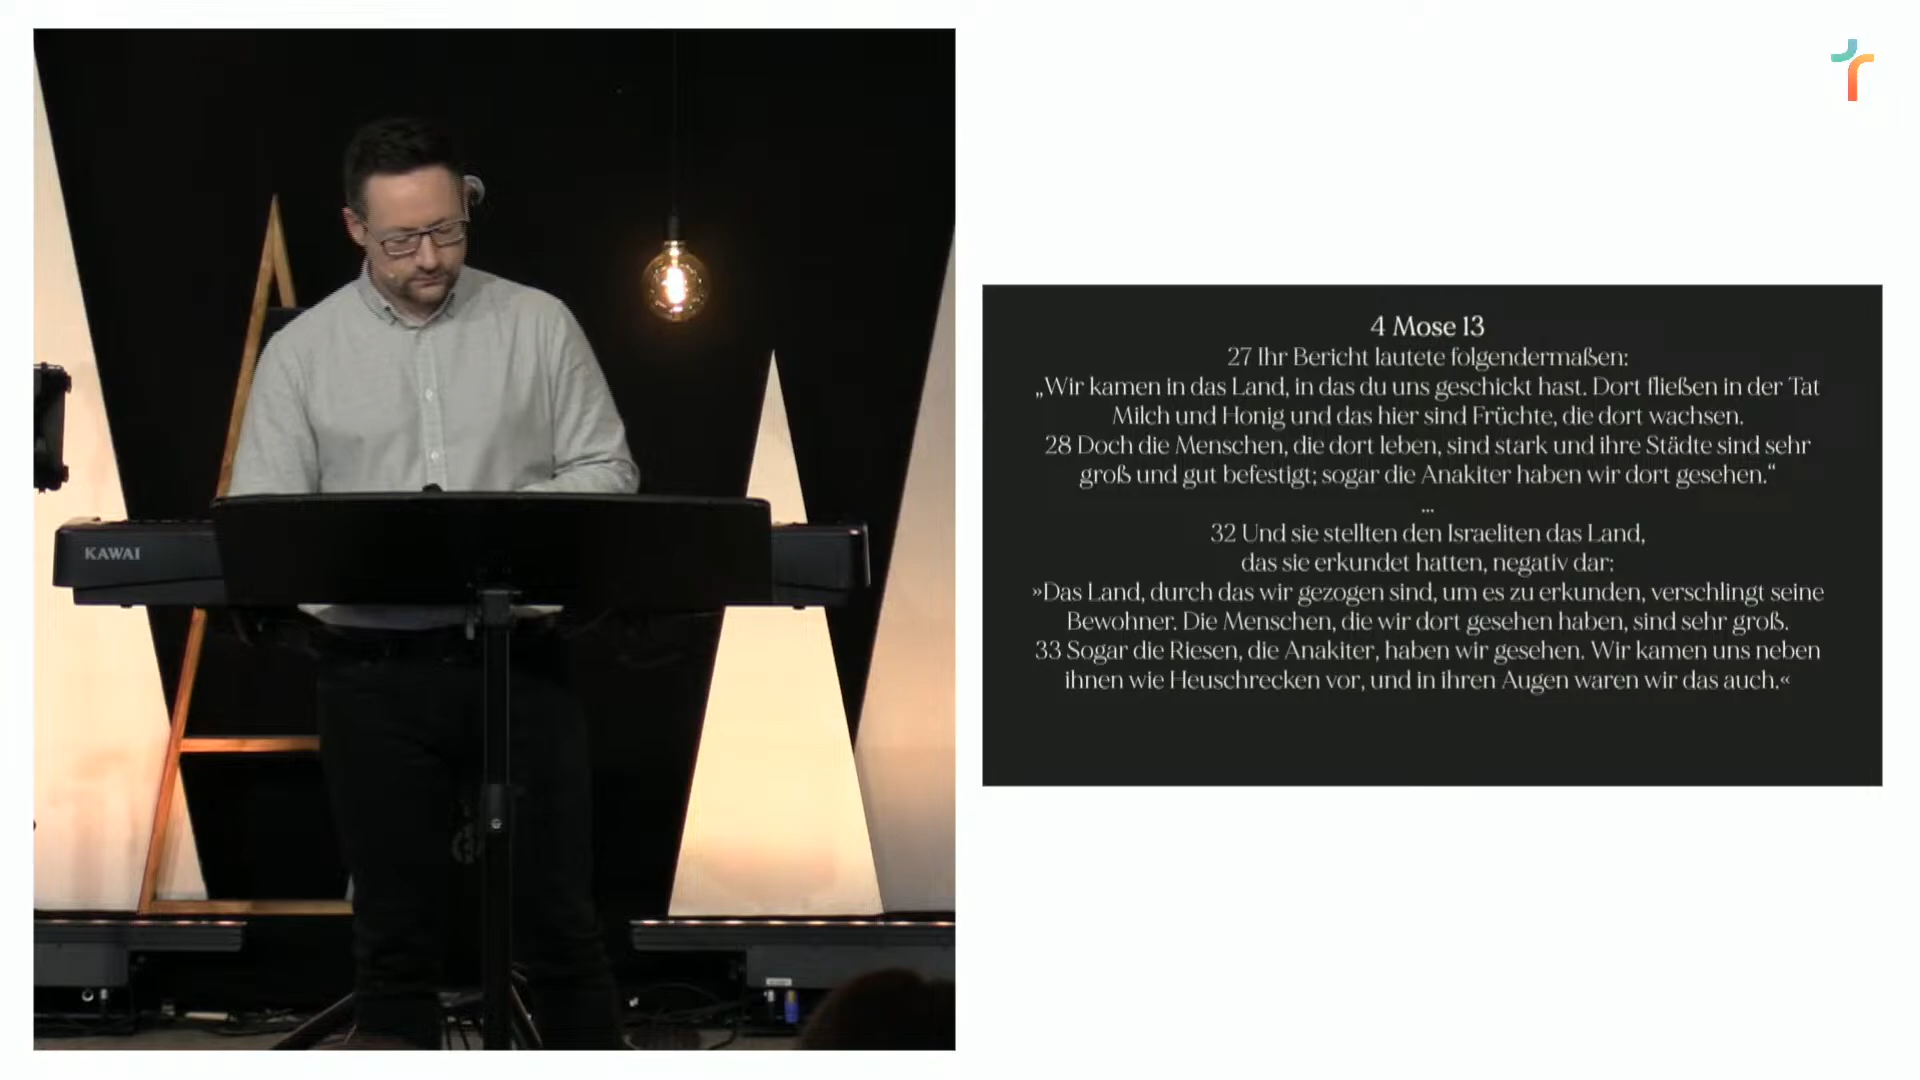 KAWAI
4 Mose 13
27 Ihr Bericht lautete folgendermaßen:
„Wir kamen in das Land, in das du uns geschickt hast. Dort fließen in der Tat
Milch und Honig und das hier sind Früchte, die dort wachsen.
28 Doch die Menschen, die dort leben, sind stark und ihre Städte sind sehr
groß und gut befestigt; sogar die Anakiter haben wir dort gesehen.“
...
32 Und sie stellten den Israeliten das Land,
das sie erkundet hatten, negativ dar:
»Das Land, durch das wir gezogen sind, um es zu erkunden, verschlingt seine
Bewohner. Die Menschen, die wir dort gesehen haben, sind sehr groß.
33 Sogar die Riesen, die Anakiter, haben wir gesehen. Wir kamen uns neben
ihnen wie Heuschrecken vor, und in ihren Augen waren wir das auch.«